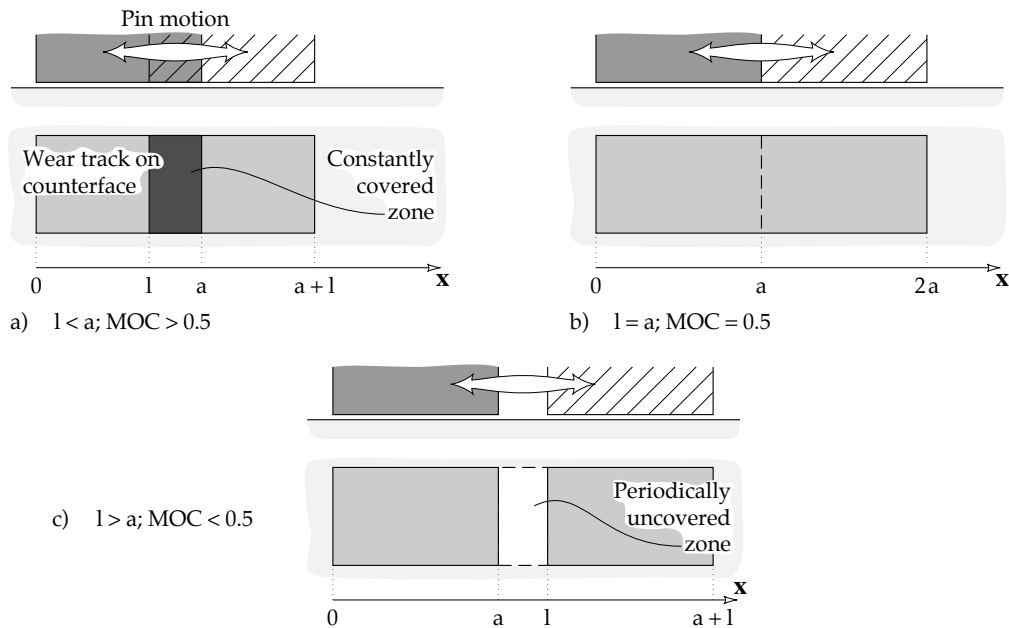 Pin motion
Wear track on
counterface
Constantly
covered
zone
0 l a a + l x
a) l < a; MOC > 0.5
0 a 2a x
b) l = a; MOC = 0.5
c) l > a; MOC < 0.5
Periodically
uncovered
zone
0 a l a + l x